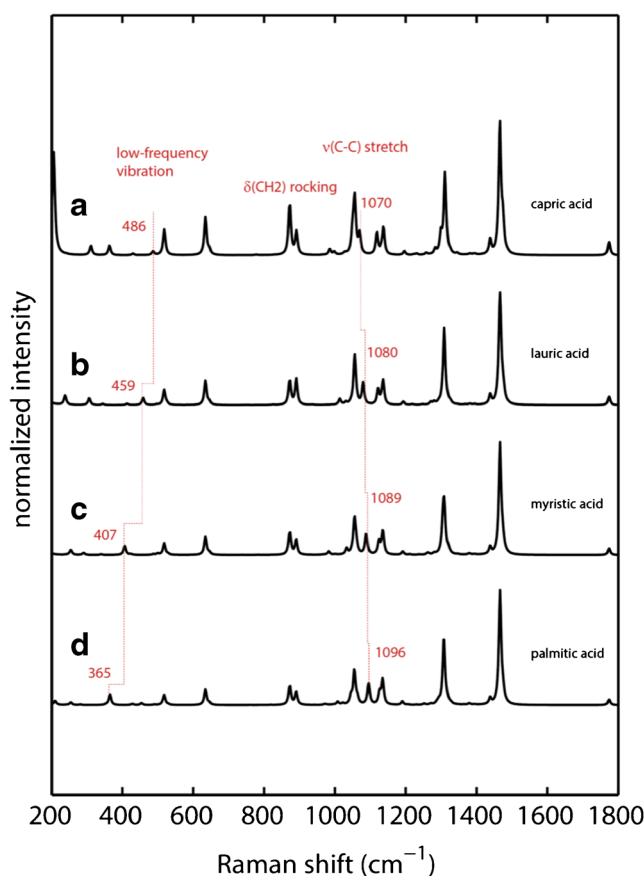 ν(C-C) stretch
low-frequency
vibration
δ(CH2) rocking
a
486
1070
capric acid
b
459
1080
lauric acid
c
407
1089
myristic acid
d
365
1096
palmitic acid
normalized intensity
200 400 600 800 1000 1200 1400 1600 1800
Raman shift (cm⁻¹)